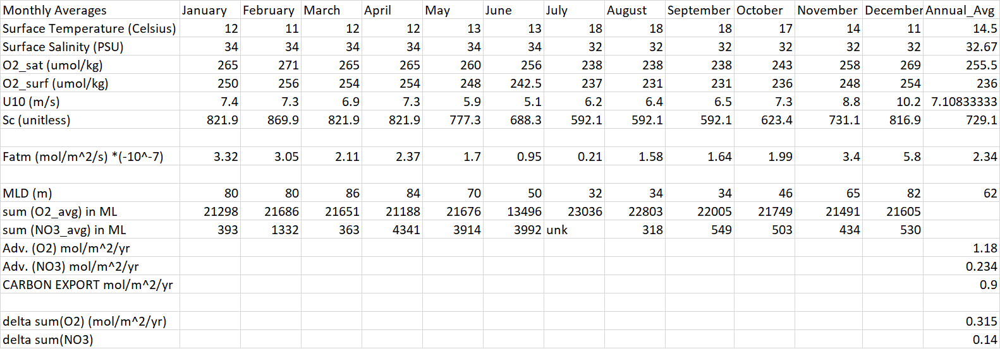 Monthly Averages January February March April May June July August September October November December Annual_Avg
Surface Temperature (Celsius) 12 11 12 12 13 13 18 18 18 17 14 11 14.5
Surface Salinity (PSU) 34 34 34 34 34 34 32 32 32 32 32 32 32.67
O2_sat (umol/kg) 265 271 265 265 260 256 238 238 238 243 258 269 255.5
O2_surf (umol/kg) 250 256 254 254 248 242.5 237 231 231 236 248 254 236
U10 (m/s) 7.4 7.3 6.9 7.3 5.9 5.1 6.2 6.4 6.5 7.3 8.8 10.2 7.10833333
Sc (unitless) 821.9 869.9 821.9 821.9 777.3 688.3 592.1 592.1 592.1 623.4 731.1 816.9 729.1
Fatm (mol/m^2/s) *(-10^-7) 3.32 3.05 2.11 2.37 1.7 0.95 0.21 1.58 1.64 1.99 3.4 5.8 2.34
MLD (m) 80 80 86 84 70 50 32 34 34 46 65 82 62
sum (O2_avg) in ML 21298 21686 21651 21188 21676 13496 23036 22803 22005 21749 21491 21605
sum (NO3_avg) in ML 393 1332 363 4341 3914 3992 unk 318 549 503 434 530
Adv. (O2) mol/m^2/yr 1.18
Adv. (NO3) mol/m^2/yr 0.234
CARBON EXPORT mol/m^2/yr 0.9
delta sum(O2) (mol/m^2/yr) 0.315
delta sum(NO3) 0.14